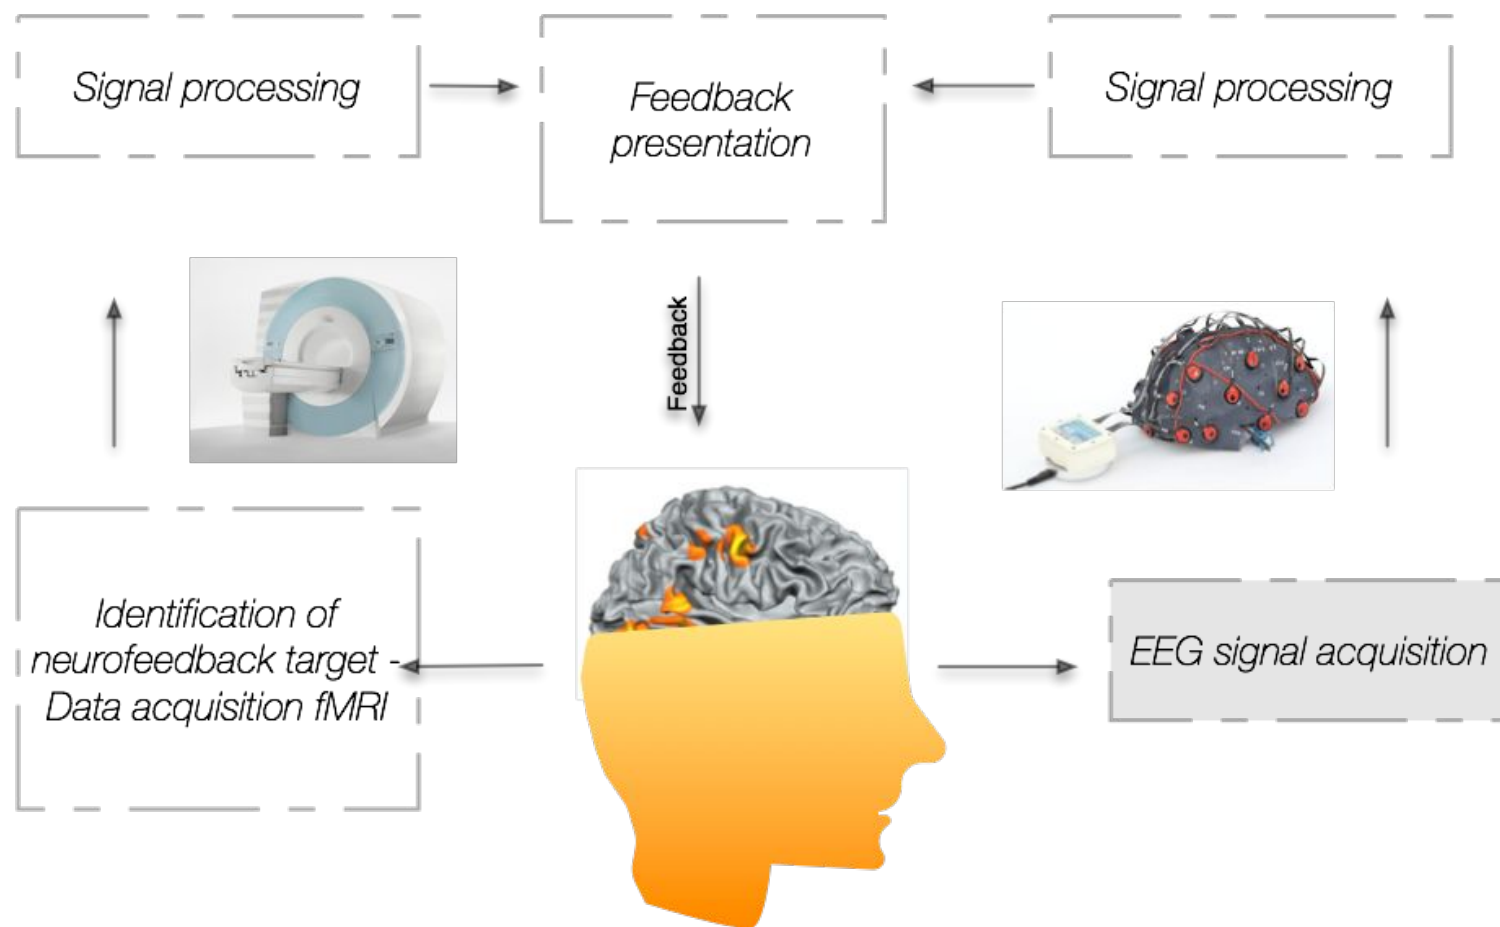 Signal processing
Feedback
presentation
Signal processing
Feedback
Identification of
neurofeedback target -
Data acquisition fMRI
EEG signal acquisition